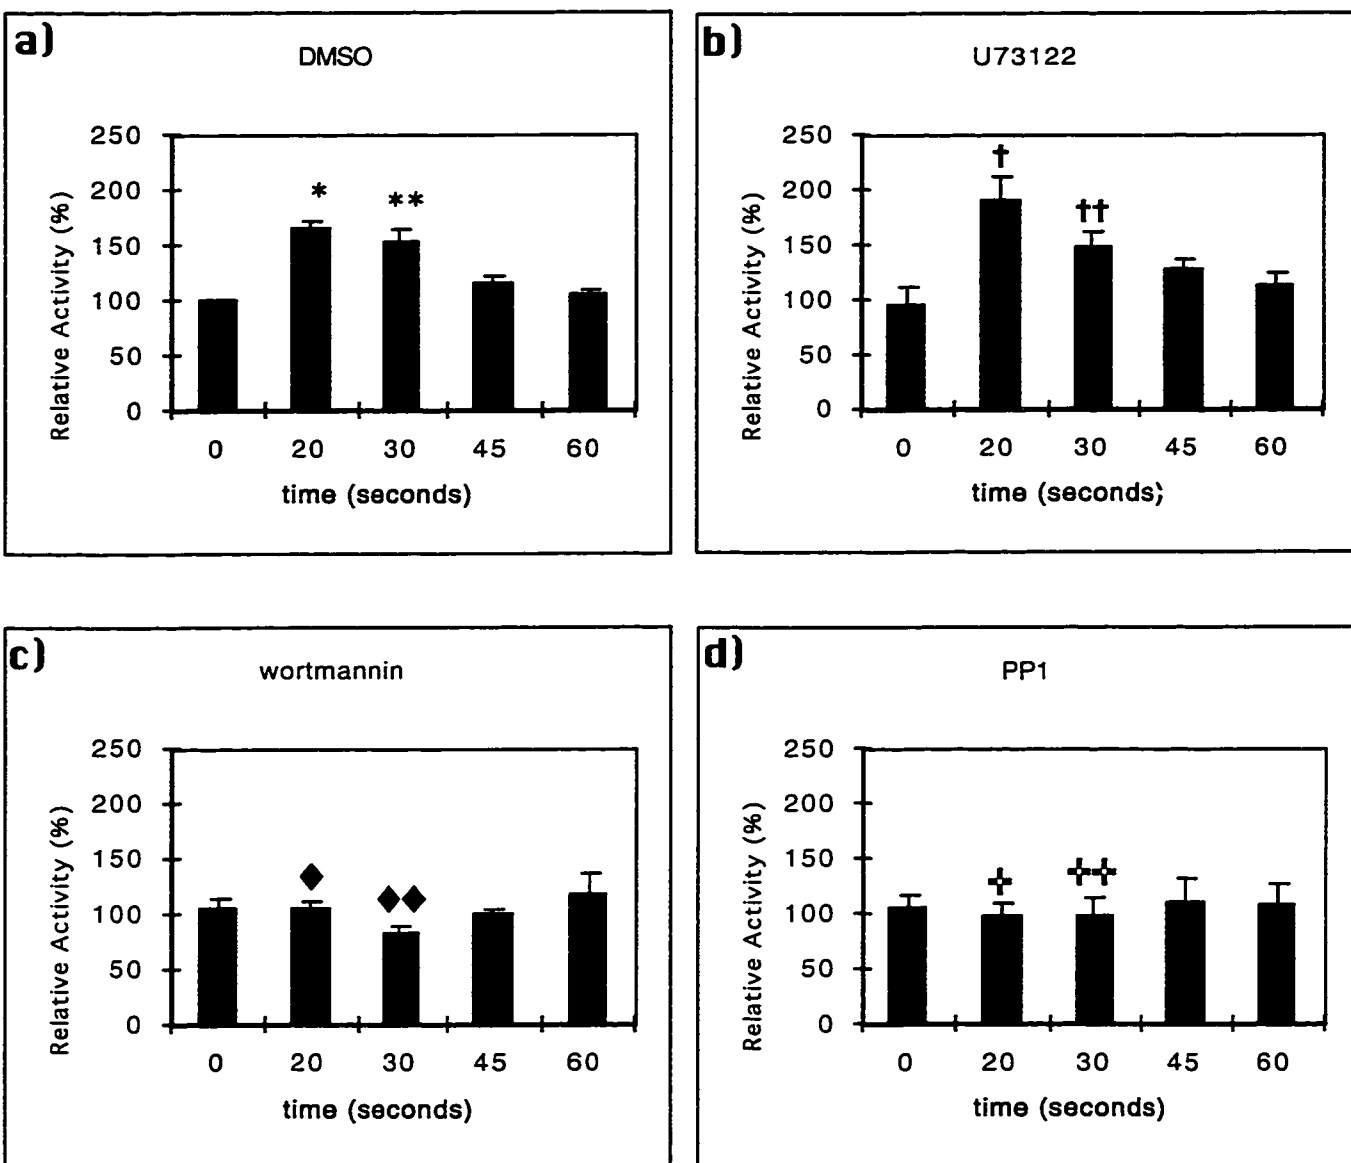 a)
DMSO
Relative Activity (%)
250
200
150
100
50
0
*
**
0 20 30 45 60
time (seconds)
b)
U73122
Relative Activity (%)
250
200
150
100
50
0
†
††
0 20 30 45 60
time (seconds)
c)
wortmannin
Relative Activity (%)
250
200
150
100
50
0
◆
◆◆
0 20 30 45 60
time (seconds)
d)
PP1
Relative Activity (%)
250
200
150
100
50
0
0 20 30 45 60
time (seconds)